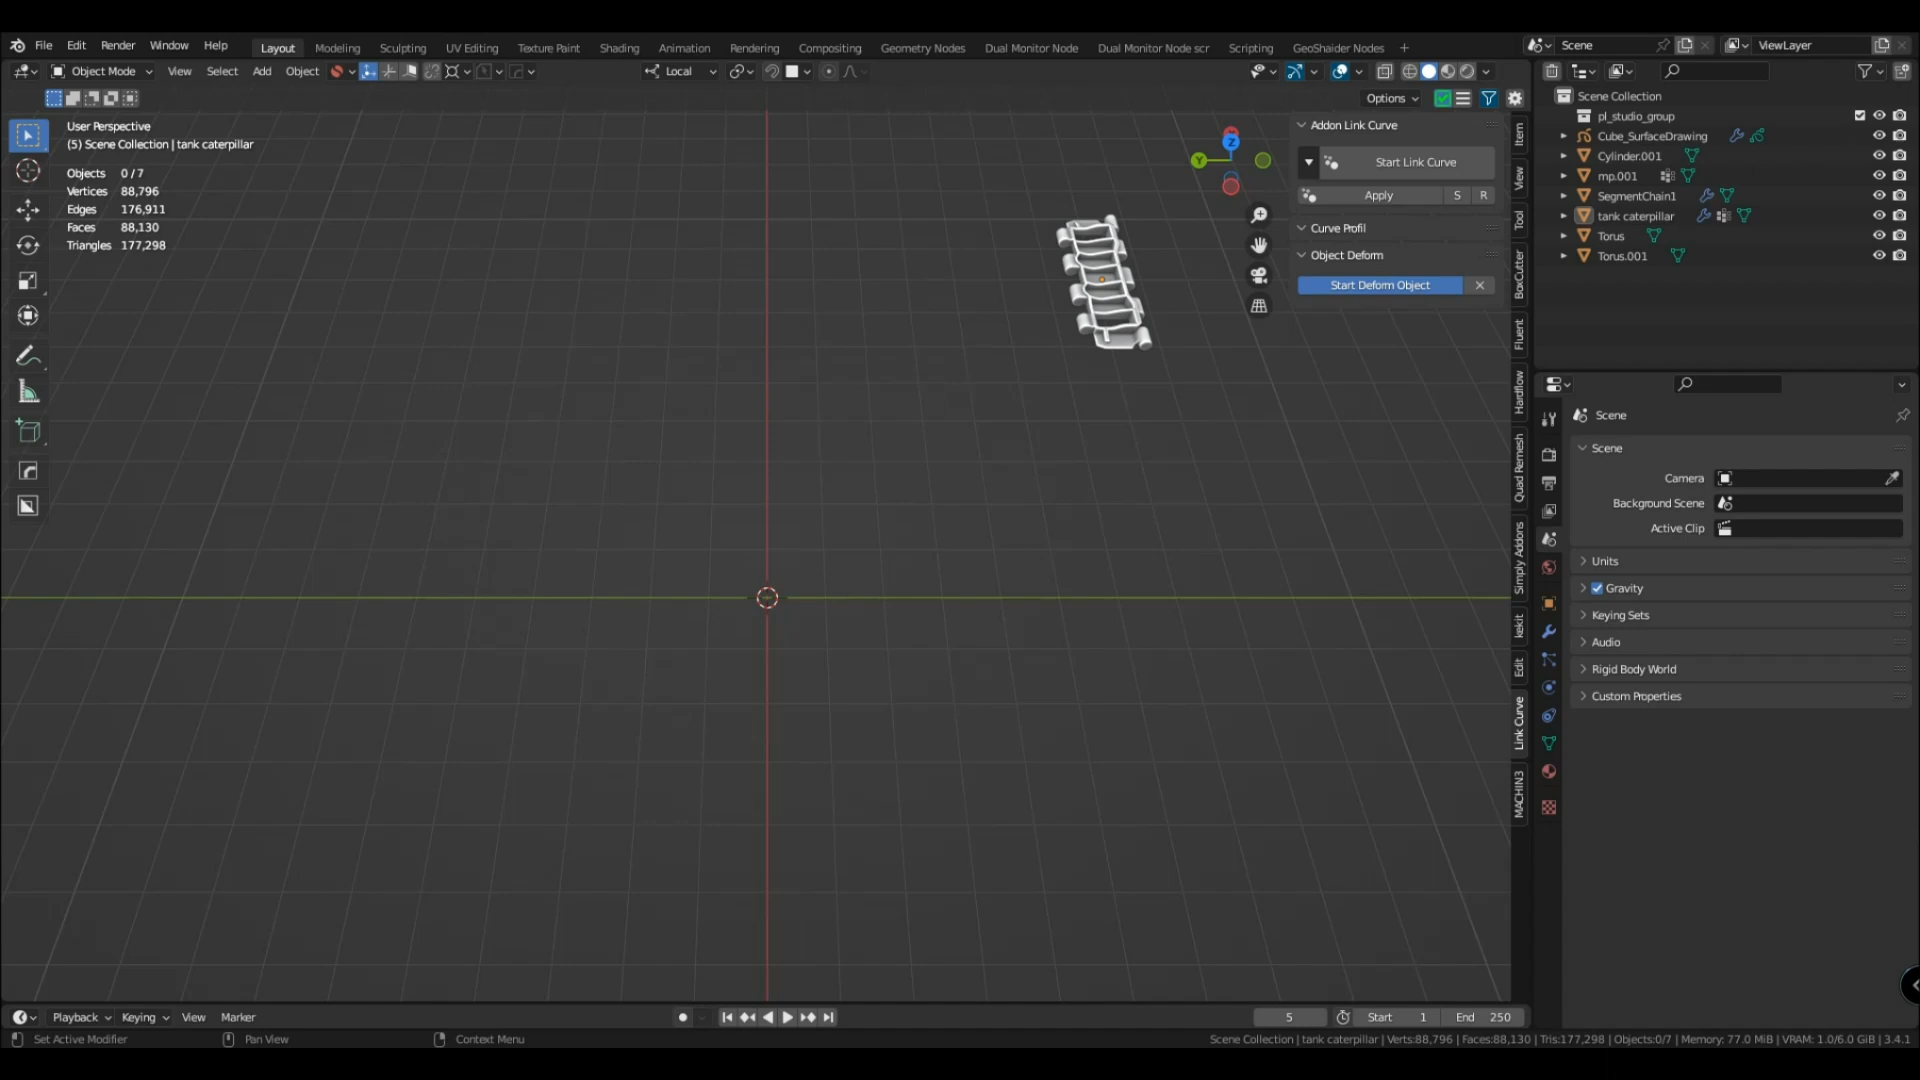 File Edit Render Window Help Layout Modeling Sculpting UV Editing Texture Paint Shading Animation Rendering Compositing Geometry Nodes Dual Monitor Node Dual Monitor Node scr Scripting GeoShaider Nodes + Scene ViewLayer
Object Mode View Select Add Object Local
Options
User Perspective
(5) Scene Collection | tank caterpillar
Objects 0/7
Vertices 88,796
Edges 176,911
Faces 88,130
Triangles 177,298
Y
Z
Addon Link Curve
Start Link Curve
Apply S R
Curve Profil
Object Deform
Start Deform Object
Item
View
Tool
BoxCutter
Fluent
Hardflow
Quad Remesh
Simply Addons
kekit
Edit
Link Curve
MACHIN3
Scene Collection
pl_studio_group
Cube_SurfaceDrawing
Cylinder.001
mp.001
SegmentChain1
tank caterpillar
Torus
Torus.001
Scene
Scene
Camera
Background Scene
Active Clip
Units
Gravity
Keying Sets
Audio
Rigid Body World
Custom Properties
Playback Keying View Marker 5 Start 1 End 250
Set Active Modifier Pan View Context Menu Scene Collection | tank caterpillar | Verts:88,796 | Faces:88,130 | Tris:177,298 | Objects:0/7 | Memory: 77.0 MiB | VRAM: 1.0/6.0 GiB | 3.4.1